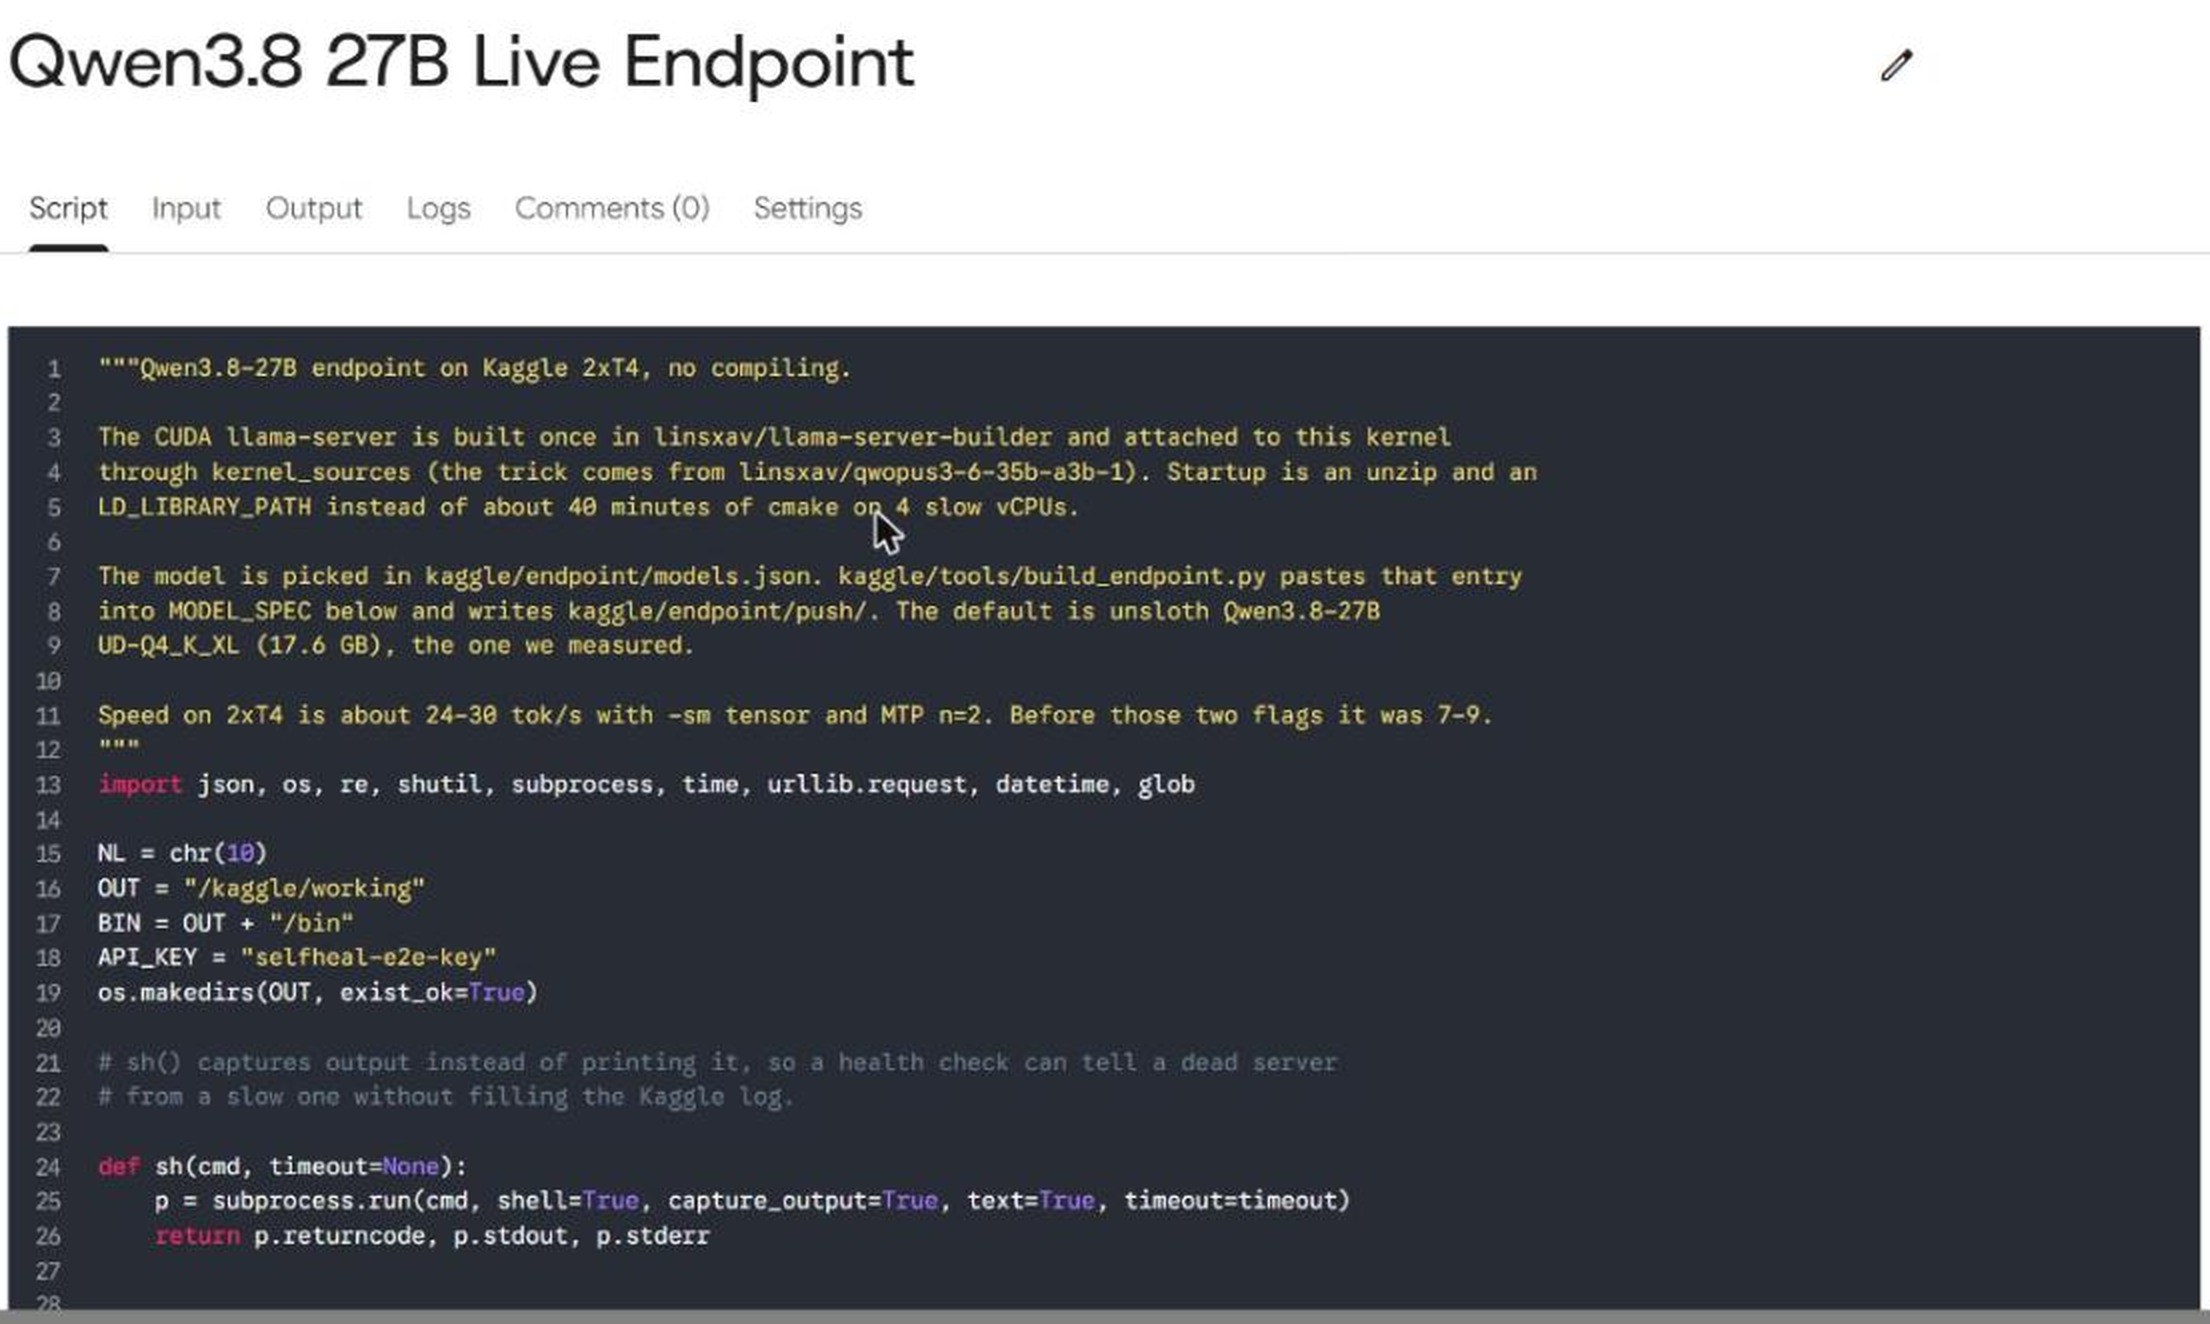 Qwen3.8 27B Live Endpoint
Script Input Output Logs Comments (0) Settings
1 """Qwen3.8-27B endpoint on Kaggle 2xT4, no compiling.
2
3 The CUDA llama-server is built once in linsxav/llama-server-builder and attached to this kernel
4 through kernel_sources (the trick comes from linsxav/qwopus3-6-35b-a3b-1). Startup is an unzip and an
5 LD_LIBRARY_PATH instead of about 40 minutes of cmake on 4 slow vCPUs.
6
7 The model is picked in kaggle/endpoint/models.json. kaggle/tools/build_endpoint.py pastes that entry
8 into MODEL_SPEC below and writes kaggle/endpoint/push/. The default is unsloth Qwen3.8-27B
9 UD-Q4_K_XL (17.6 GB), the one we measured.
10
11 Speed on 2xT4 is about 24-30 tok/s with -sm tensor and MTP n=2. Before those two flags it was 7-9.
12 """
13 import json, os, re, shutil, subprocess, time, urllib.request, datetime, glob
14
15 NL = chr(10)
16 OUT = "/kaggle/working"
17 BIN = OUT + "/bin"
18 API_KEY = "selfheal-e2e-key"
19 os.makedirs(OUT, exist_ok=True)
20
21 # sh() captures output instead of printing it, so a health check can tell a dead server
22 # from a slow one without filling the Kaggle log.
23
24 def sh(cmd, timeout=None):
25     p = subprocess.run(cmd, shell=True, capture_output=True, text=True, timeout=timeout)
26     return p.returncode, p.stdout, p.stderr
27
28